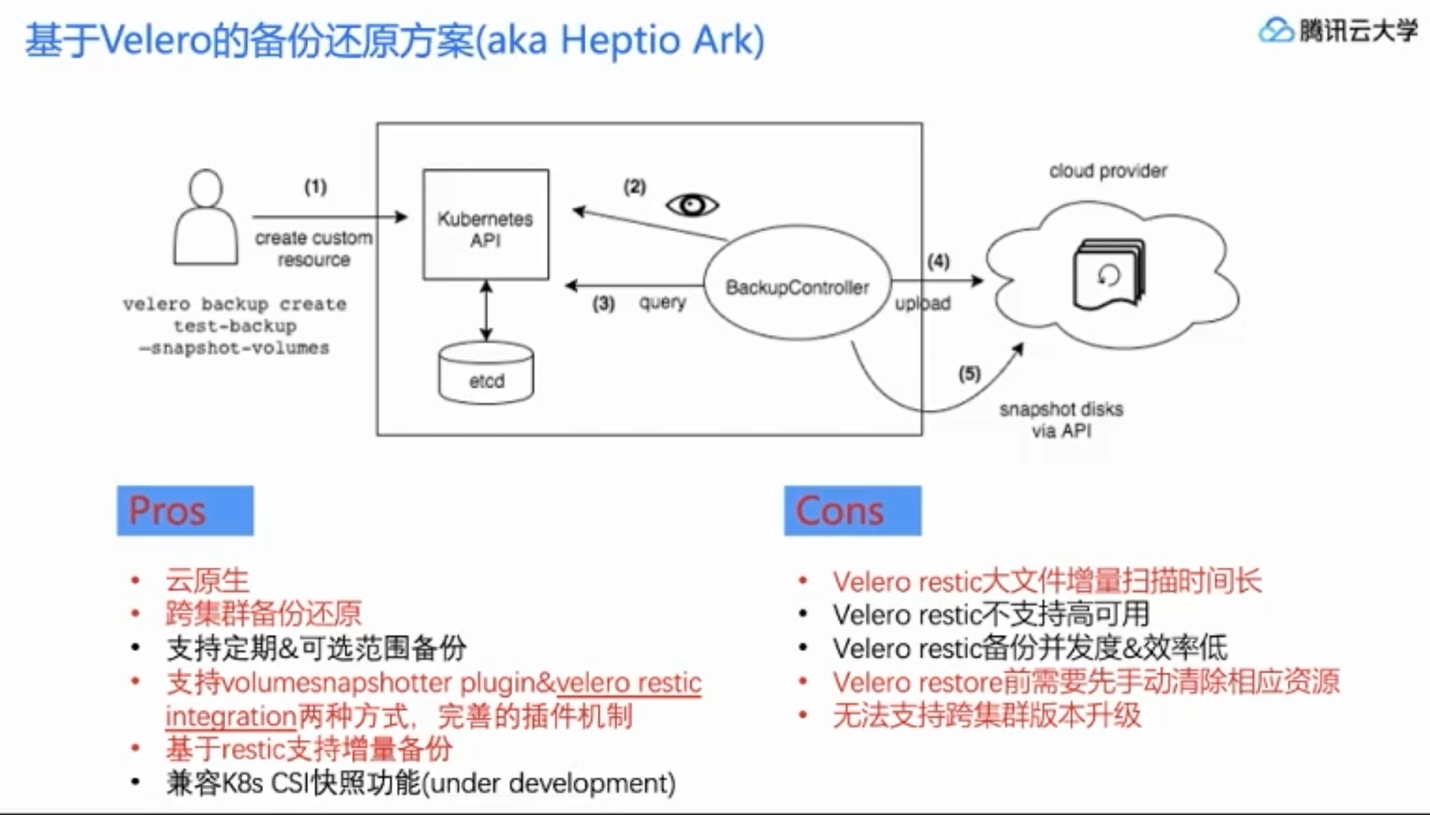 基于Velero的备份还原方案(aka Heptio Ark)
腾讯云大学
(1)
create custom
resource
velero backup create
test-backup
—snapshot-volumes
Kubernetes
API
etcd
(2)
(3) query
BackupController
(4)
upload
cloud provider
(5)
snapshot disks
via API
Pros
• 云原生
• 跨集群备份还原
• 支持定期&可选范围备份
• 支持volumesnapshotter plugin&velero restic
integration两种方式，完善的插件机制
• 基于restic支持增量备份
• 兼容K8s CSI快照功能(under development)
Cons
• Velero restic大文件增量扫描时间长
• Velero restic不支持高可用
• Velero restic备份并发度&效率低
• Velero restore前需要先手动清除相应资源
• 无法支持跨集群版本升级